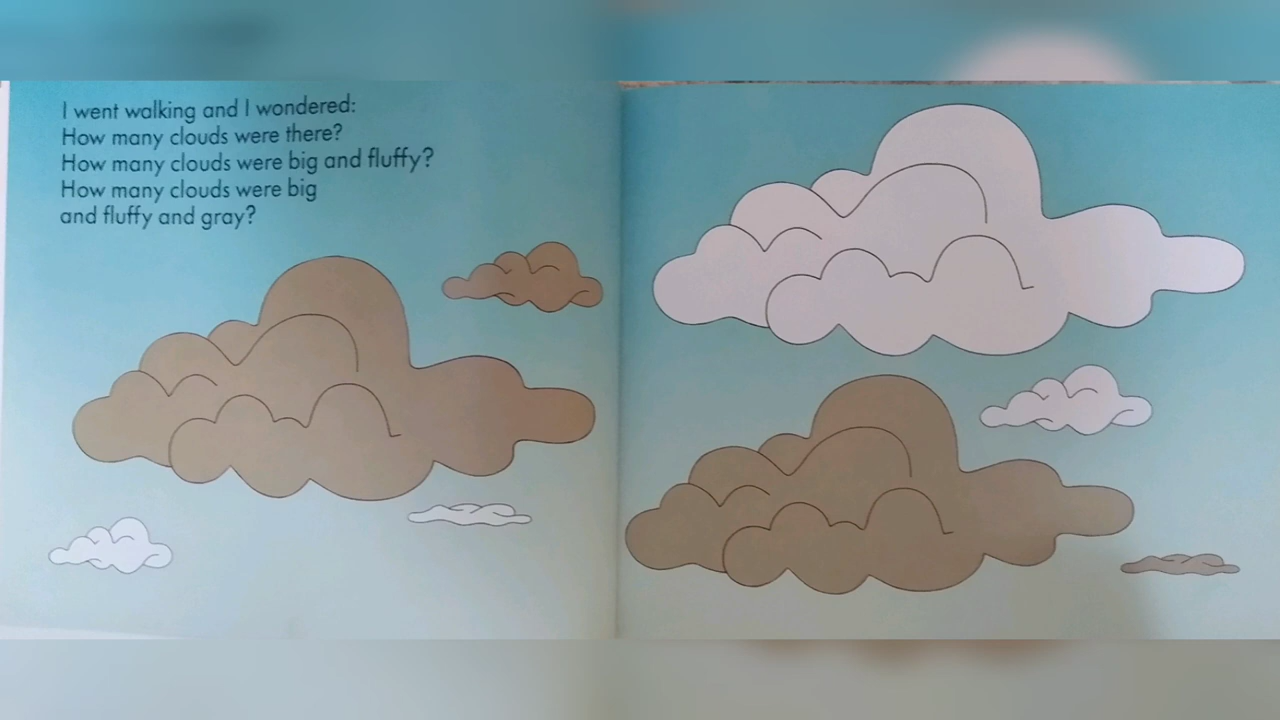 I went walking and I wondered:
How many clouds were there?
How many clouds were big and fluffy?
How many clouds were big
and fluffy and gray?